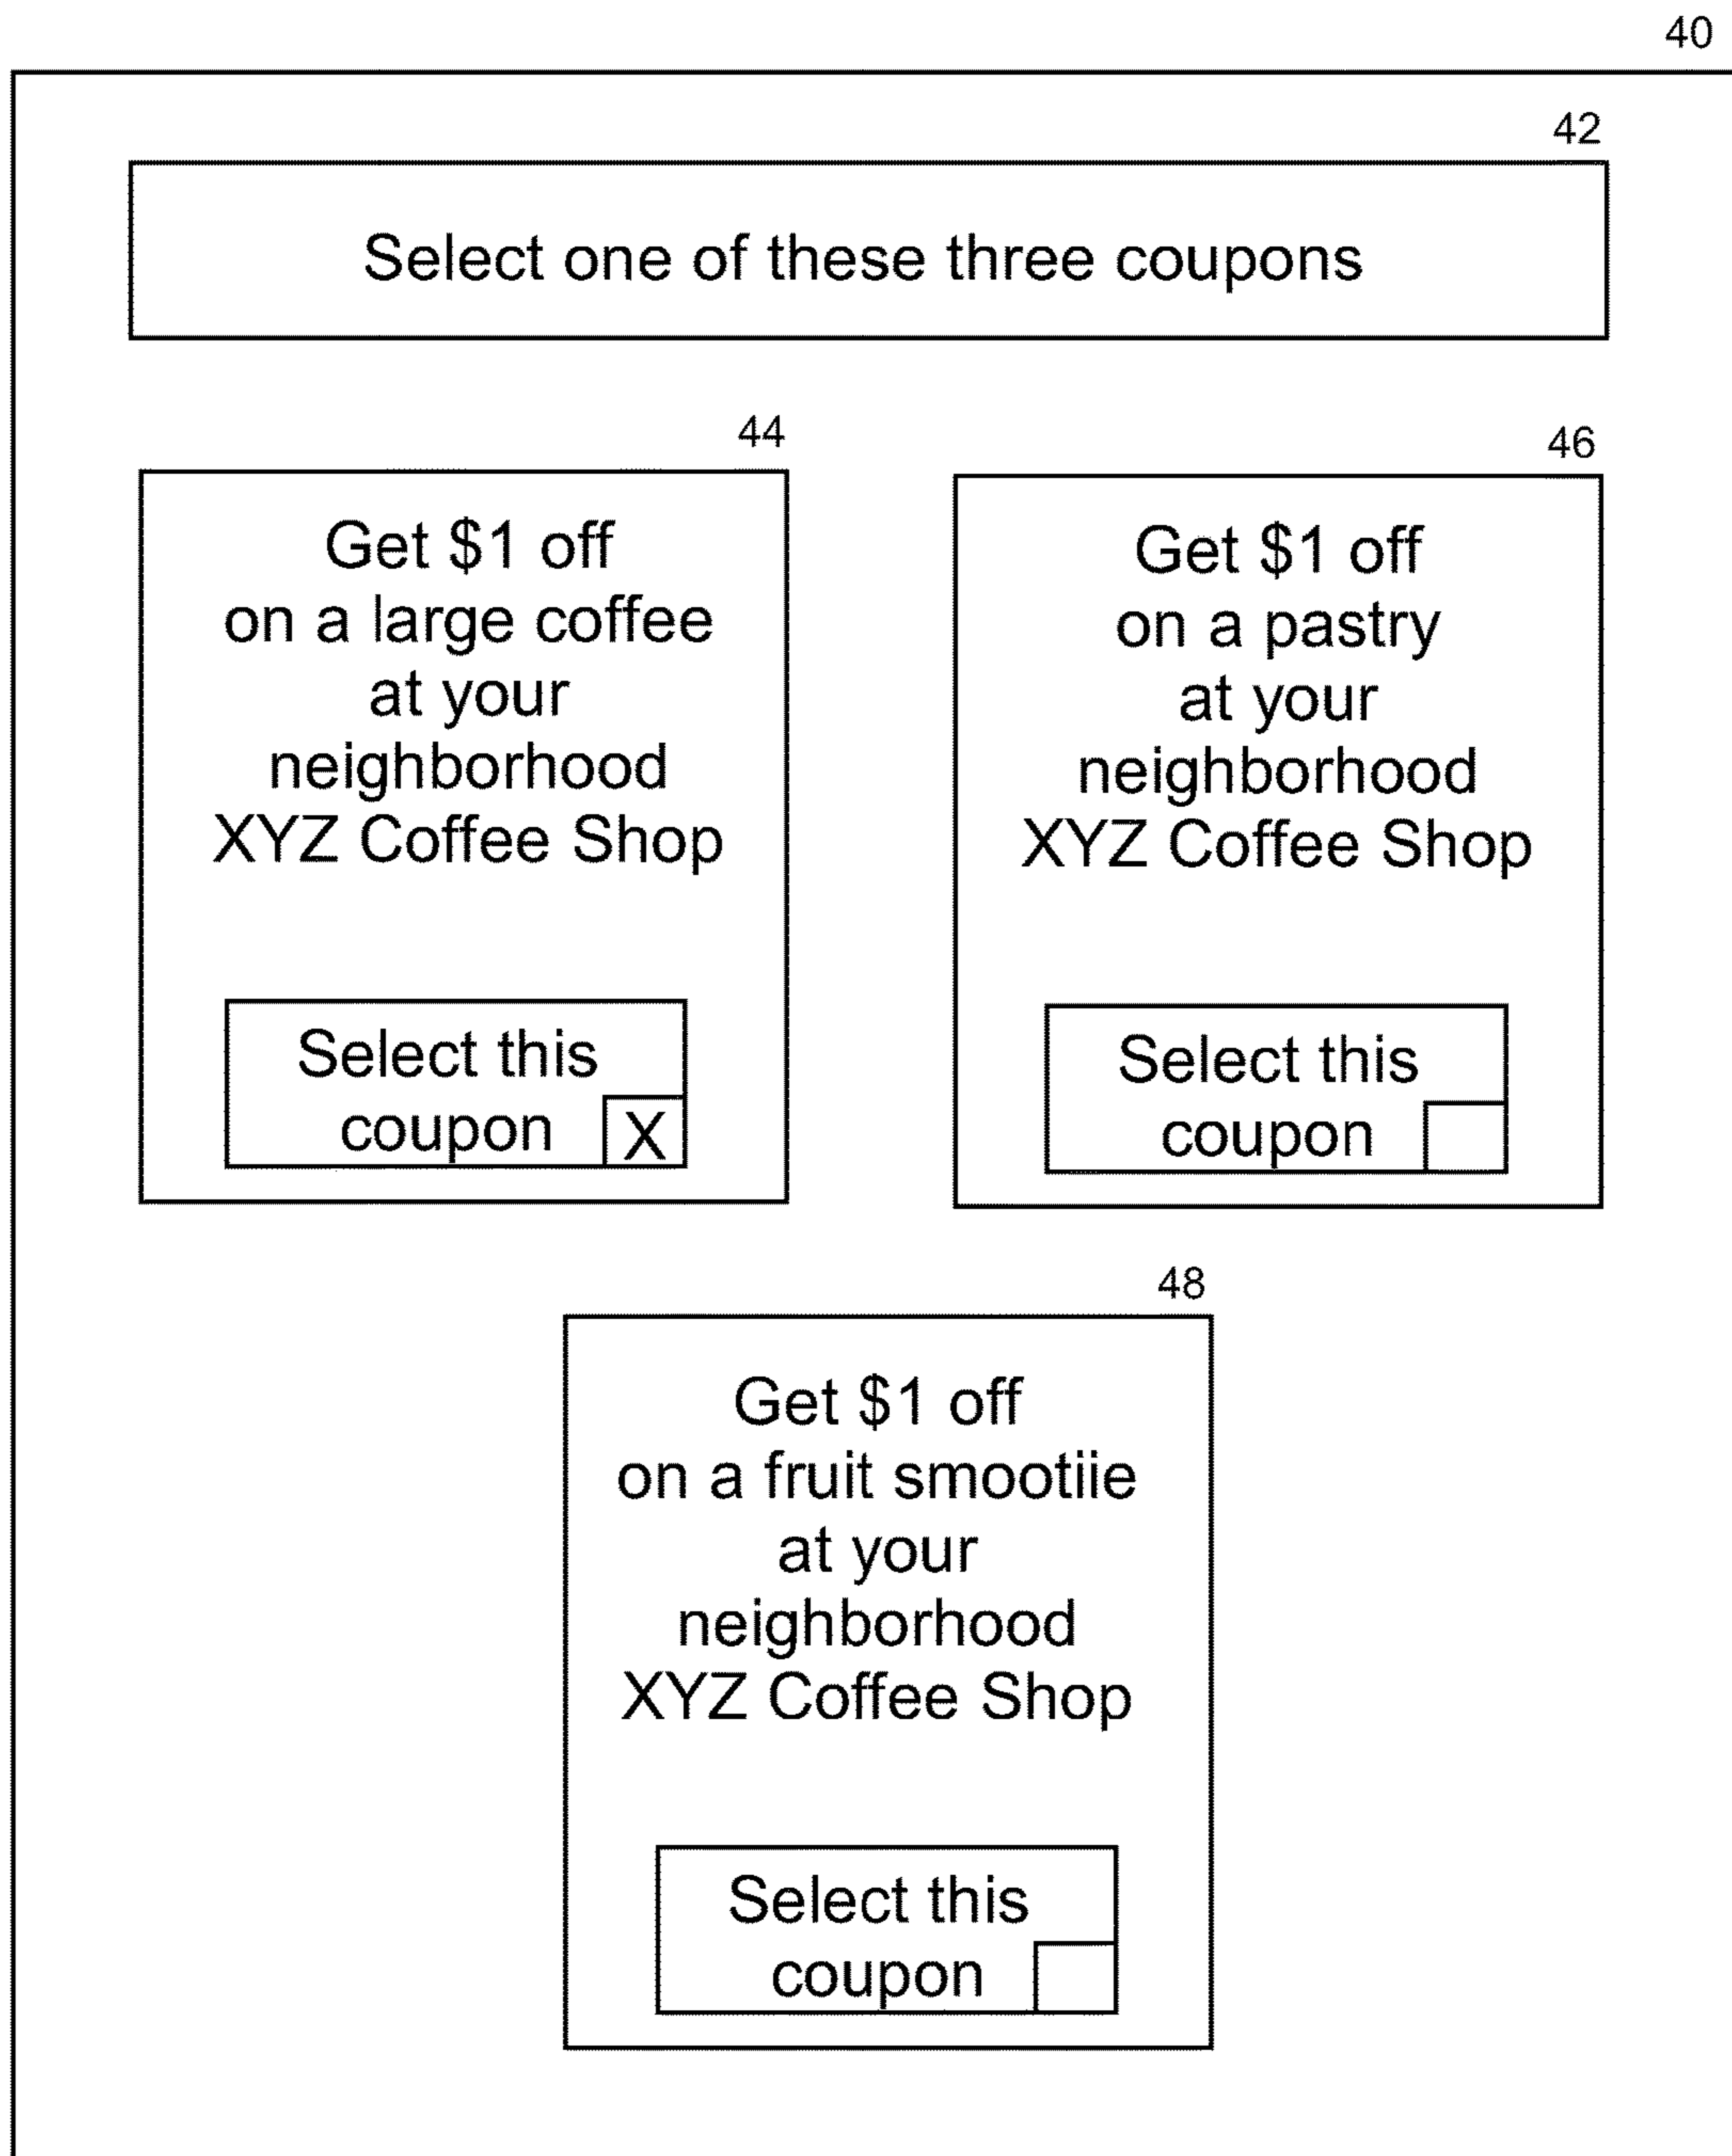 40
42
Select one of these three coupons
44
Get $1 off
on a large coffee
at your
neighborhood
XYZ Coffee Shop
Select this
coupon X
46
Get $1 off
on a pastry
at your
neighborhood
XYZ Coffee Shop
Select this
coupon
48
Get $1 off
on a fruit smootiie
at your
neighborhood
XYZ Coffee Shop
Select this
coupon